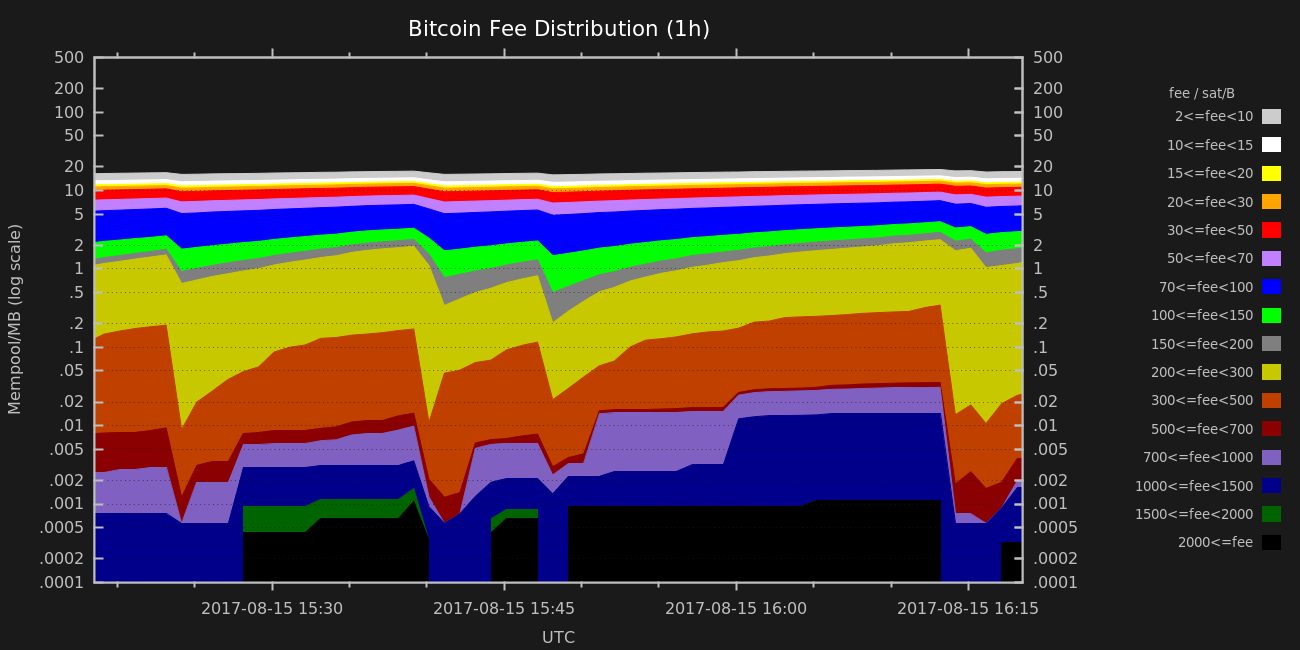 Bitcoin Fee Distribution (1h)
500
200
100
50
20
10
5
2
1
.5
.2
.1
.05
.02
.01
.005
.002
.001
.0005
.0002
.0001
Mempool/MB (log scale)
500
200
100
50
20
10
5
2
1
.5
.2
.1
.05
.02
.01
.005
.002
.001
.0005
.0002
.0001
2017-08-15 15:30 2017-08-15 15:45 2017-08-15 16:00 2017-08-15 16:15
UTC
fee / sat/B
2<=fee<10
10<=fee<15
15<=fee<20
20<=fee<30
30<=fee<50
50<=fee<70
70<=fee<100
100<=fee<150
150<=fee<200
200<=fee<300
300<=fee<500
500<=fee<700
700<=fee<1000
1000<=fee<1500
1500<=fee<2000
2000<=fee